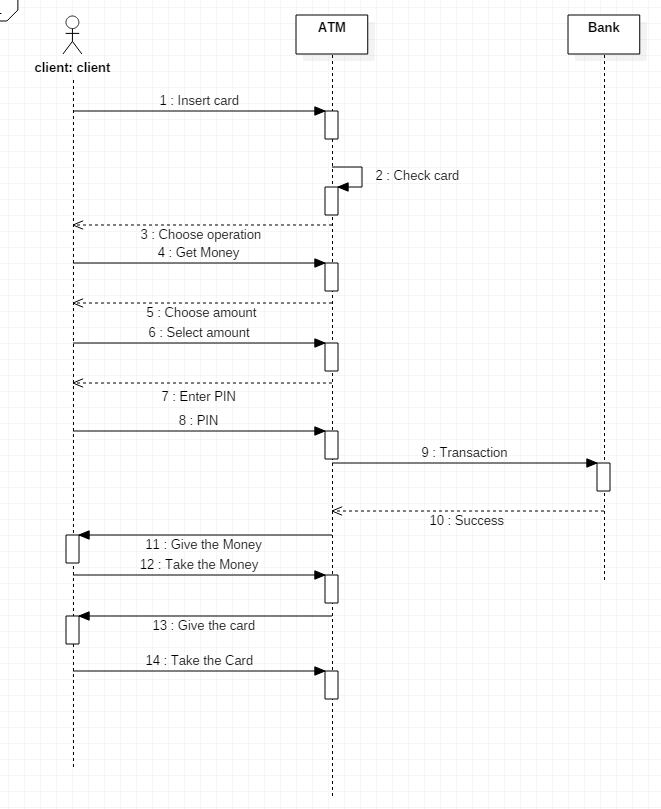 client: client
ATM
Bank
1 : Insert card
2 : Check card
3 : Choose operation
4 : Get Money
5 : Choose amount
6 : Select amount
7 : Enter PIN
8 : PIN
9 : Transaction
10 : Success
11 : Give the Money
12 : Take the Money
13 : Give the card
14 : Take the Card